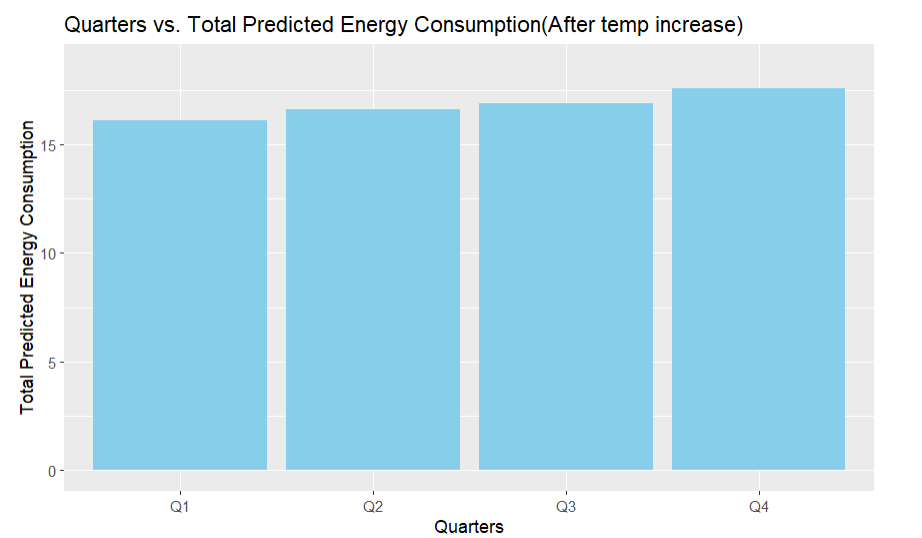 Quarters vs. Total Predicted Energy Consumption(After temp increase)
Total Predicted Energy Consumption
15
10
5
0
Q1 Q2 Q3 Q4
Quarters